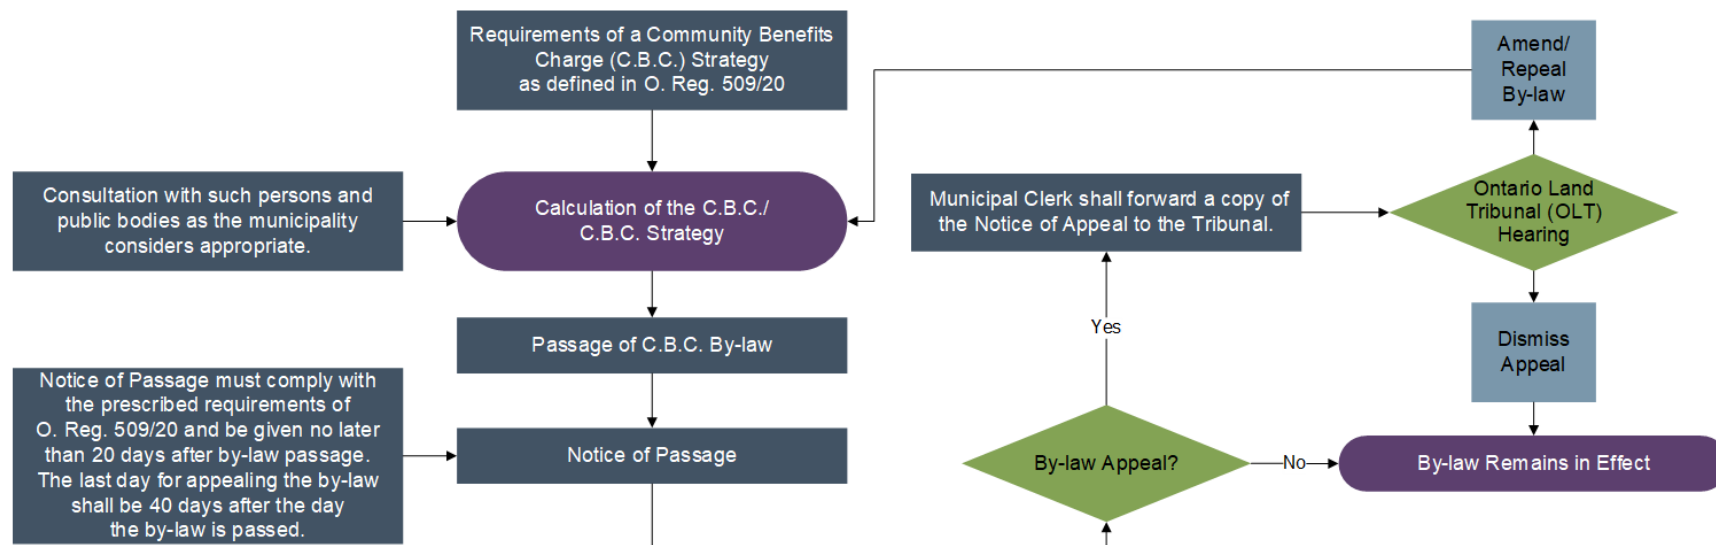 Requirements of a Community Benefits
Charge (C.B.C.) Strategy
as defined in O. Reg. 509/20
Consultation with such persons and
public bodies as the municipality
considers appropriate.
Calculation of the C.B.C./
C.B.C. Strategy
Passage of C.B.C. By-law
Notice of Passage must comply with
the prescribed requirements of
O. Reg. 509/20 and be given no later
than 20 days after by-law passage.
The last day for appealing the by-law
shall be 40 days after the day
the by-law is passed.
Notice of Passage
By-law Appeal?
Yes
No
Municipal Clerk shall forward a copy of
the Notice of Appeal to the Tribunal.
Ontario Land
Tribunal (OLT)
Hearing
Amend/
Repeal
By-law
Dismiss
Appeal
By-law Remains in Effect